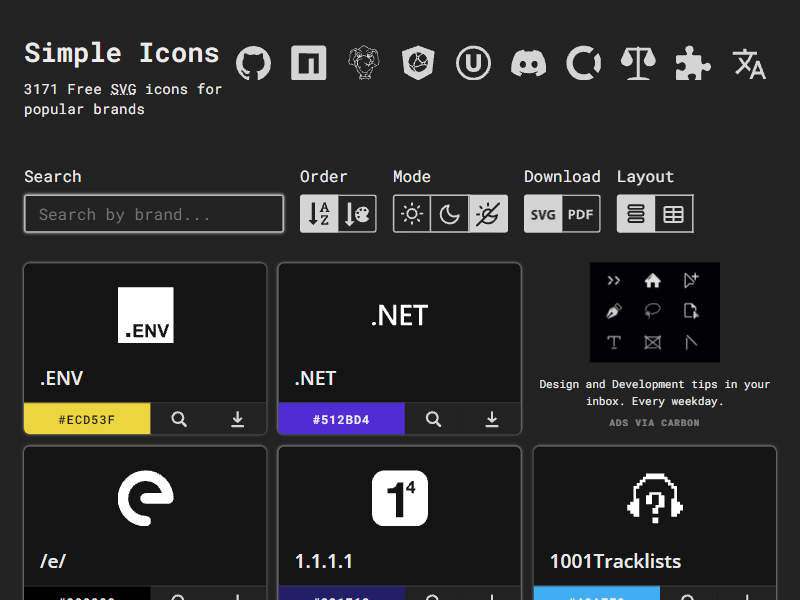 Simple Icons
3171 Free SVG icons for
popular brands
Search
Order
Mode
Download
Layout
Search by brand...
SVG
PDF
.ENV
.NET
.ENV
.NET
#ECD53F
#512BD4
Design and Development tips in your
inbox. Every weekday.
ADS VIA CARBON
1⁴
/e/
1.1.1.1
1001Tracklists